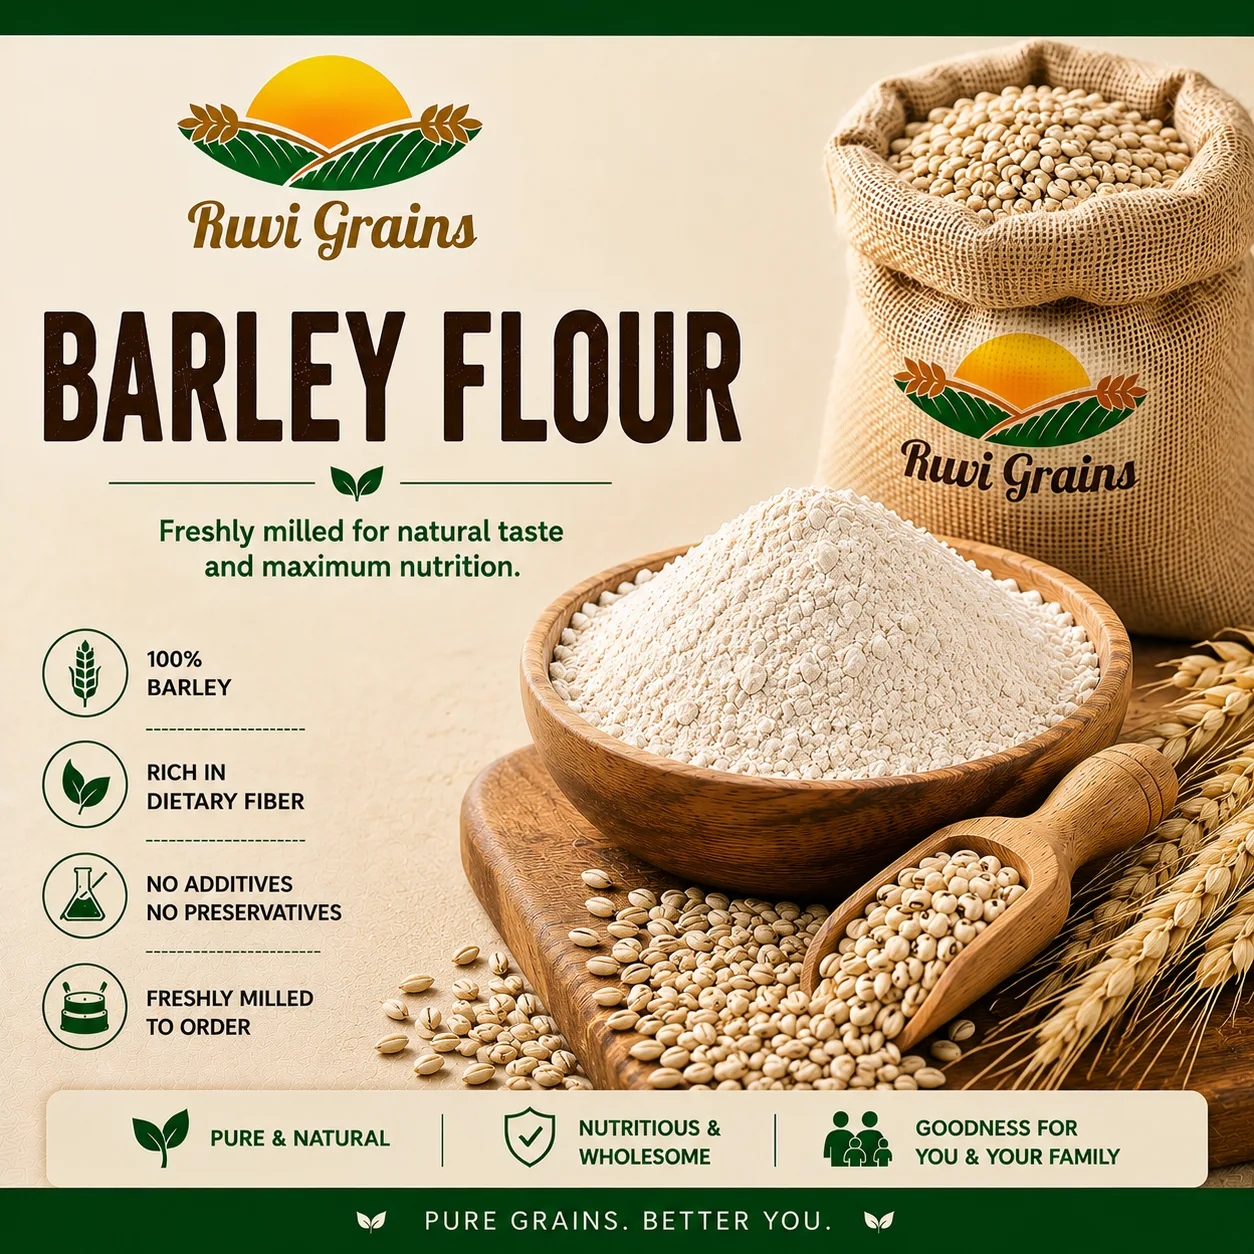 Ruvi Grains
BARLEY FLOUR
Freshly milled for natural taste
and maximum nutrition.
100%
BARLEY
RICH IN
DIETARY FIBER
NO ADDITIVES
NO PRESERVATIVES
FRESHLY MILLED
TO ORDER
Ruvi Grains
PURE & NATURAL
NUTRITIOUS &
WHOLESOME
GOODNESS FOR
YOU & YOUR FAMILY
PURE GRAINS. BETTER YOU.